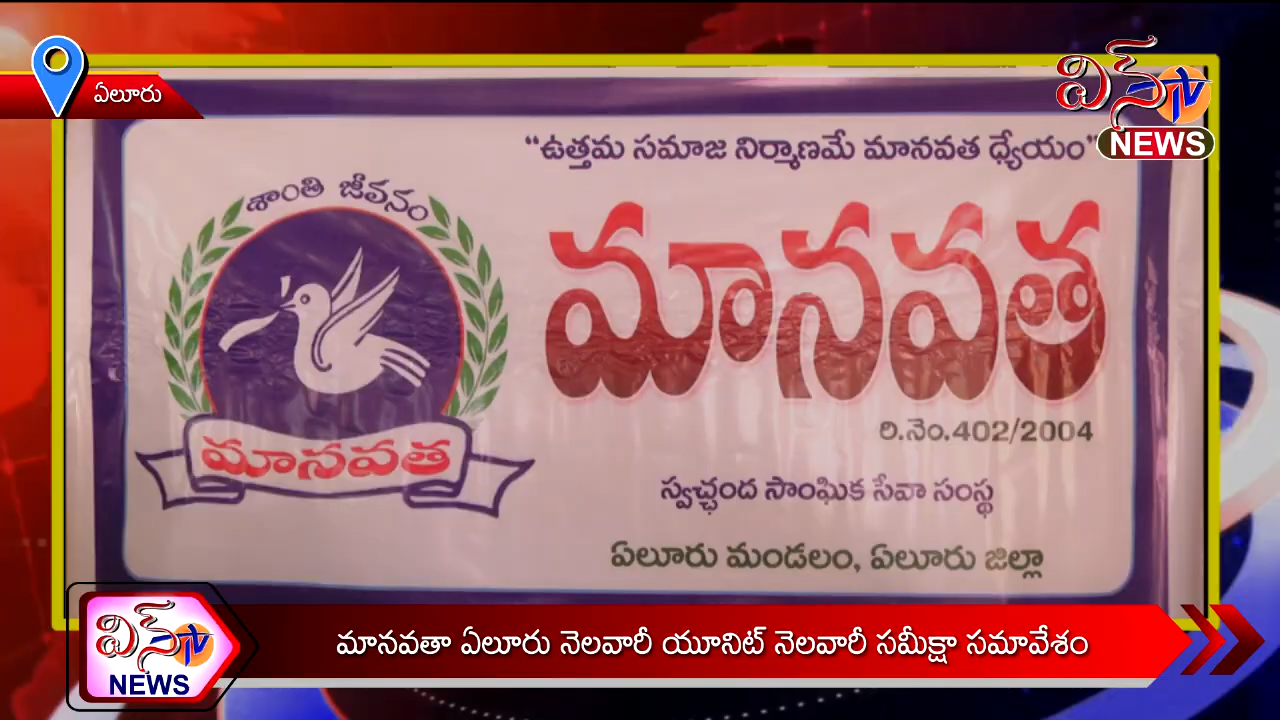 ఏలూరు
విన్ TV
NEWS
"ఉత్తమ సమాజ నిర్మాణమే మానవత ధ్యేయం"
శాంతి జీవనం
మానవత
రి.నెం.402/2004
మానవత
స్వచ్ఛంద సాంఘిక సేవా సంస్థ
ఏలూరు మండలం, ఏలూరు జిల్లా
విన్ TV
NEWS
మానవతా ఏలూరు నెలవారీ యూనిట్ నెలవారీ సమీక్షా సమావేశం